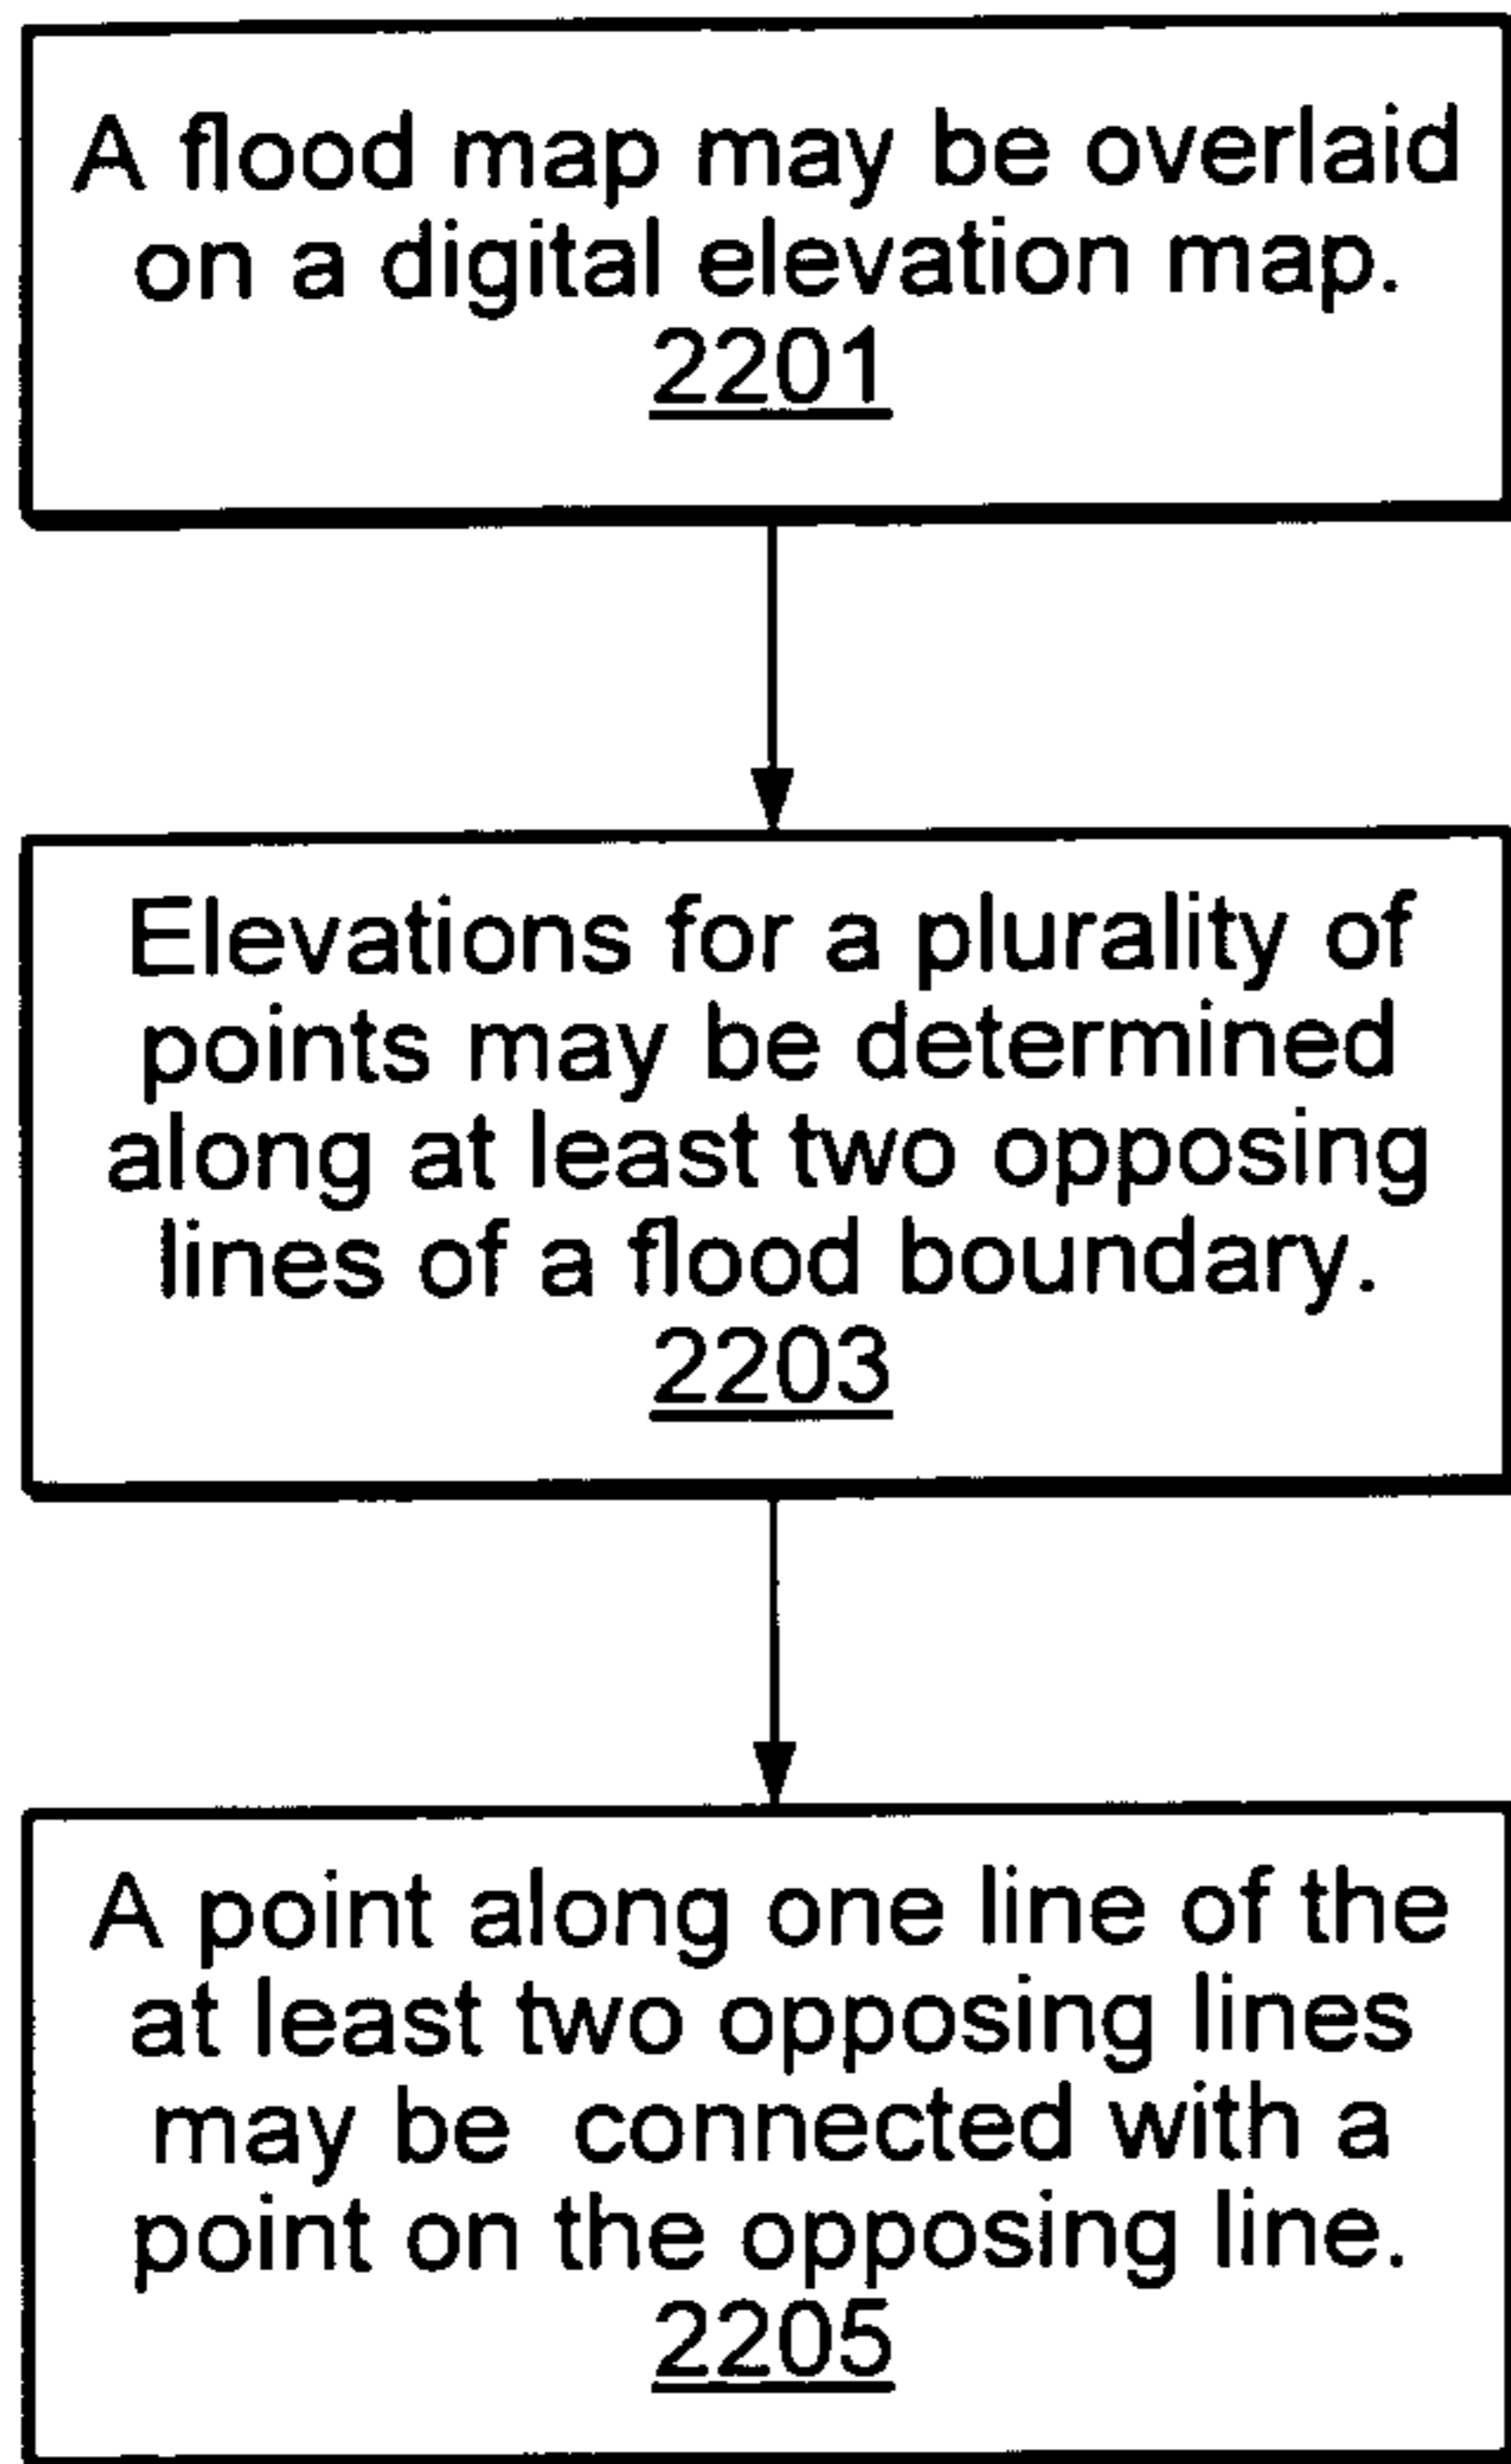 A flood map may be overlaid
on a digital elevation map.
2201
Elevations for a plurality of
points may be determined
along at least two opposing
lines of a flood boundary.
2203
A point along one line of the
at least two opposing lines
may be connected with a
point on the opposing line.
2205